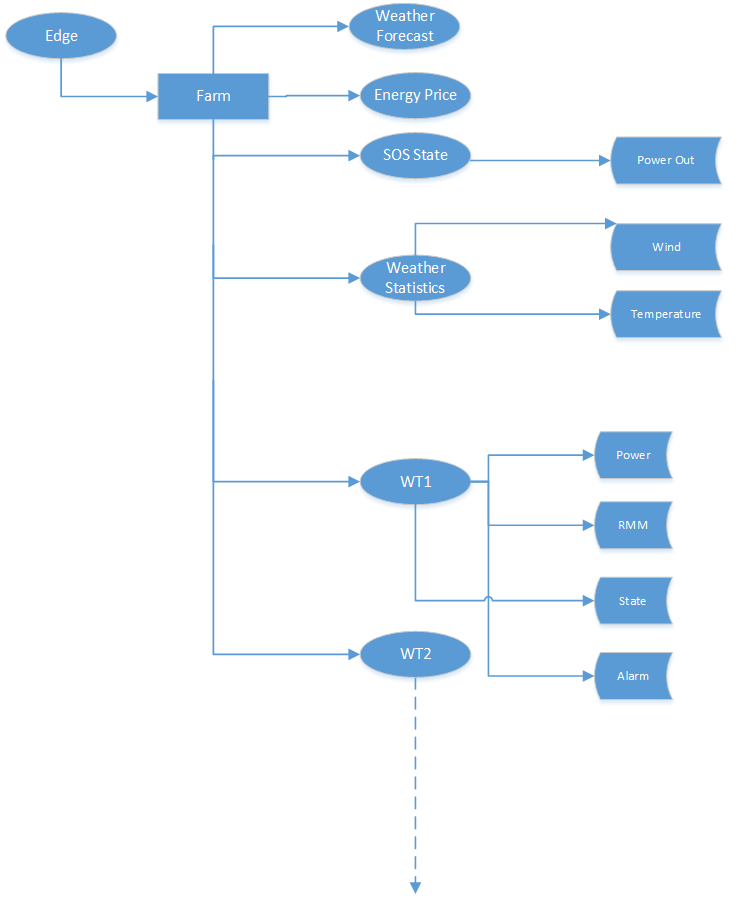 Edge
Weather
Forecast
Farm
Energy Price
SOS State
Power Out
Wind
Weather
Statistics
Temperature
Power
WT1
RMM
State
WT2
Alarm